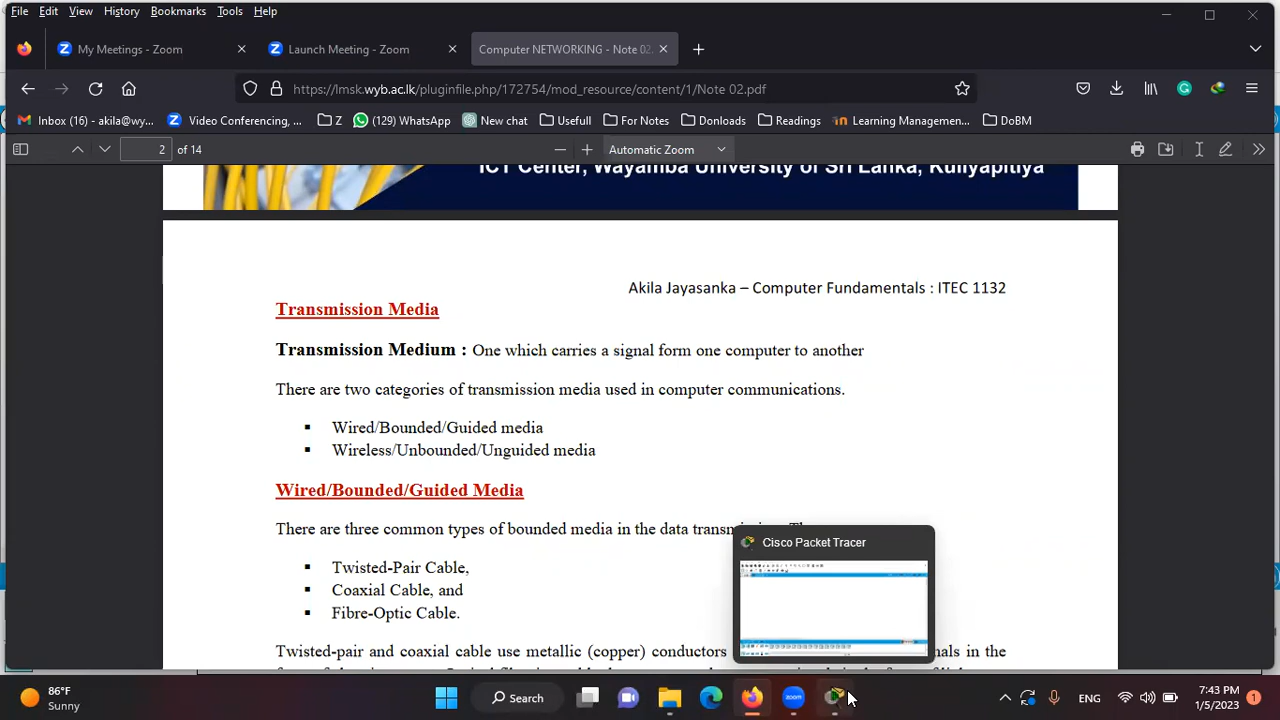 File Edit View History Bookmarks Tools Help
My Meetings - Zoom
Launch Meeting - Zoom
Computer NETWORKING - Note 02.
https://lmsk.wyb.ac.lk/pluginfile.php/172754/mod_resource/content/1/Note 02.pdf
Inbox (16) - akila@wy... Video Conferencing, ... Z (129) WhatsApp New chat Usefull For Notes Donloads Readings Learning Managemen... DoBM
2 of 14 Automatic Zoom
ICT Center, Wayamba University of Sri Lanka, Kuliyapitiya
Akila Jayasanka – Computer Fundamentals : ITEC 1132
Transmission Media
Transmission Medium : One which carries a signal form one computer to another
There are two categories of transmission media used in computer communications.
▪ Wired/Bounded/Guided media
▪ Wireless/Unbounded/Unguided media
Wired/Bounded/Guided Media
There are three common types of bounded media in the data
▪ Twisted-Pair Cable,
▪ Coaxial Cable, and
▪ Fibre-Optic Cable.
Twisted-pair and coaxial cable use metallic (copper) conductors in the
Cisco Packet Tracer
86°F
Sunny
Search
zoom
ENG
7:43 PM
1/5/2023
1